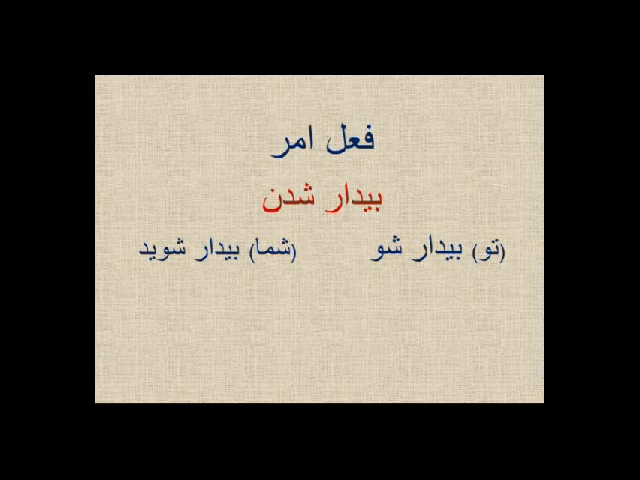 فعل امر
بیدار شدن
(تو) بیدار شو (شما) بیدار شوید